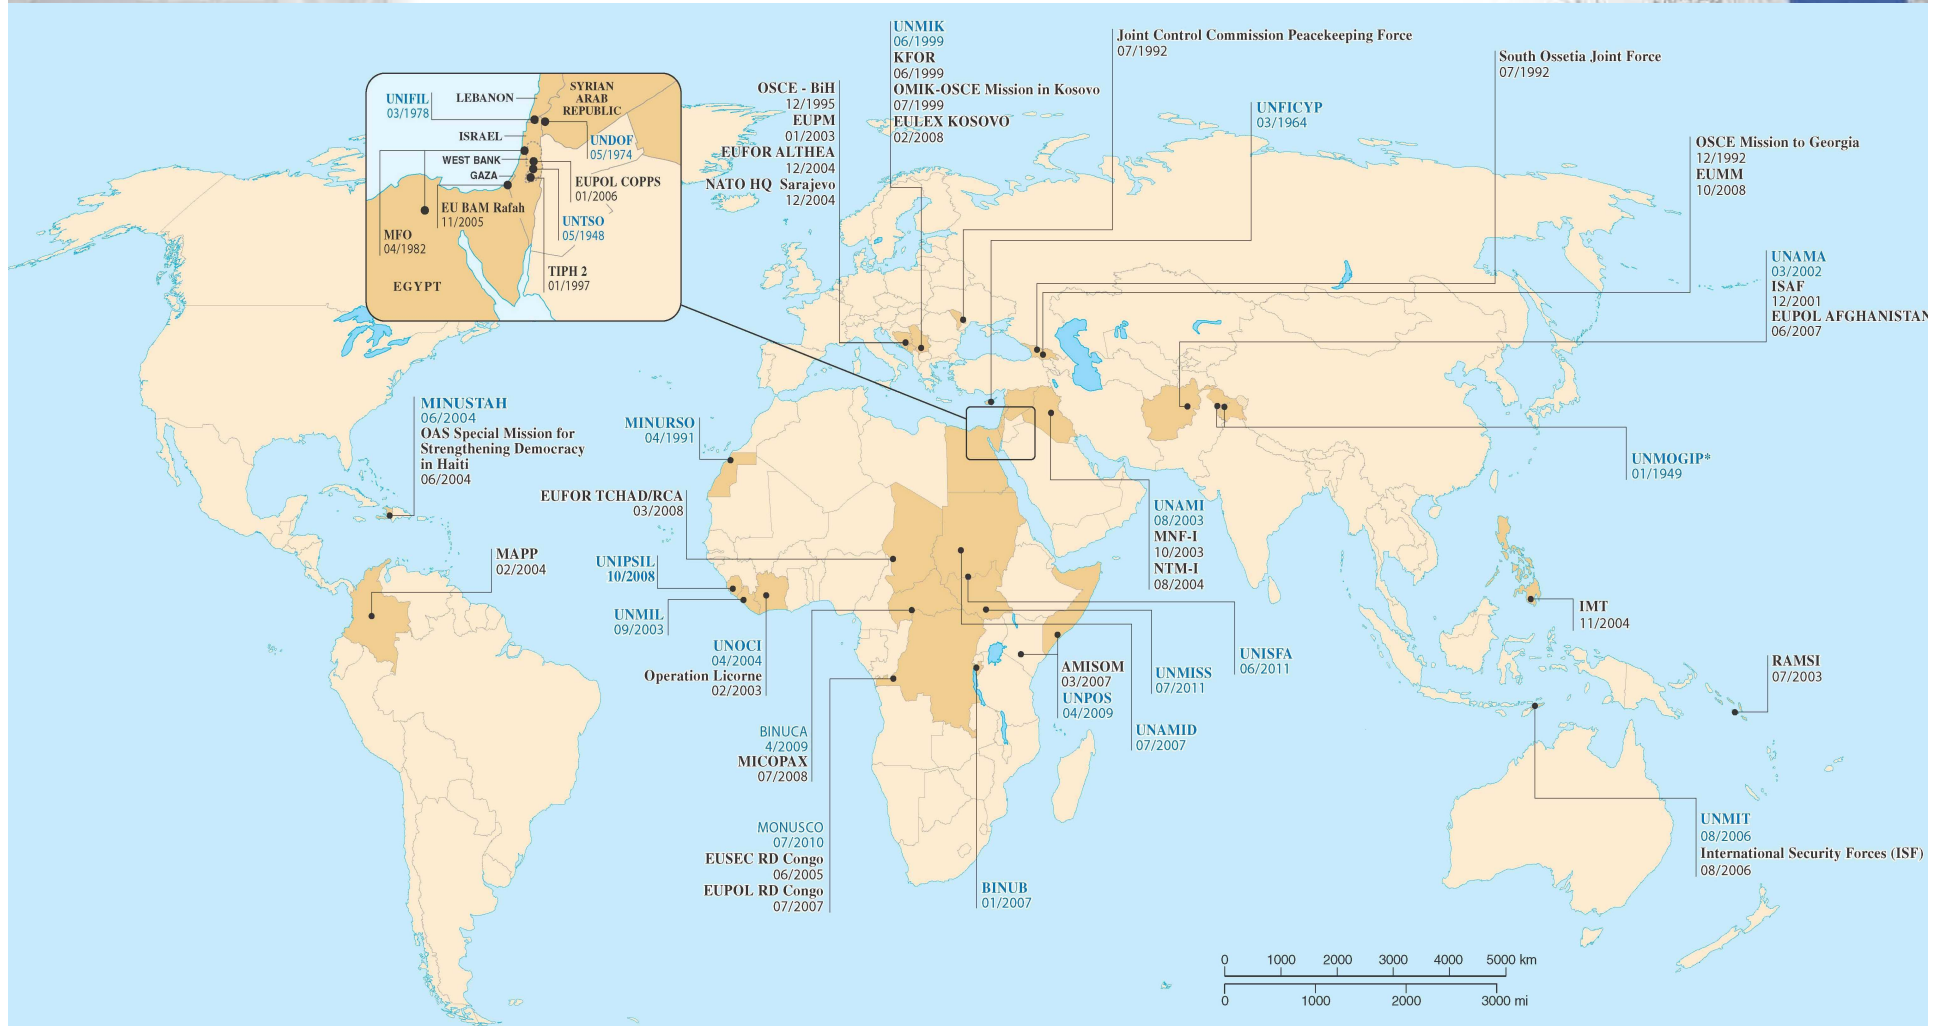 UNMIK
06/1999
KFOR
06/1999
OMIK-OSCE Mission in Kosovo
07/1999
EULEX KOSOVO
02/2008
Joint Control Commission Peacekeeping Force
07/1992
South Ossetia Joint Force
07/1992
OSCE - BiH
12/1995
EUPM
01/2003
EUFOR ALTHEA
12/2004
NATO HQ Sarajevo
12/2004
UNFICYP
03/1964
OSCE Mission to Georgia
12/1992
EUMM
10/2008
UNIFIL
03/1978
LEBANON
SYRIAN
ARAB
REPUBLIC
ISRAEL
UNDOF
05/1974
WEST BANK
GAZA
EUPOL COPPS
01/2006
EU BAM Rafah
11/2005
UNTSO
05/1948
MFO
04/1982
TIPH 2
01/1997
EGYPT
UNAMA
03/2002
ISAF
12/2001
EUPOL AFGHANISTAN
06/2007
MINUSTAH
06/2004
OAS Special Mission for
Strengthening Democracy
in Haiti
06/2004
MINURSO
04/1991
UNMOGIP*
01/1949
EUFOR TCHAD/RCA
03/2008
UNAMI
08/2003
MNF-I
10/2003
NTM-I
08/2004
MAPP
02/2004
UNIPSIL
10/2008
UNMIL
09/2003
UNOCI
04/2004
Operation Licorne
02/2003
IMT
11/2004
UNISFA
06/2011
UNMISS
07/2011
AMISOM
03/2007
UNPOS
04/2009
RAMSI
07/2003
UNAMID
07/2007
BINUCA
4/2009
MICOPAX
07/2008
MONUSCO
07/2010
EUSEC RD Congo
06/2005
EUPOL RD Congo
07/2007
BINUB
01/2007
UNMIT
08/2006
International Security Forces (ISF)
08/2006
0 1000 2000 3000 4000 5000 km
0 1000 2000 3000 mi